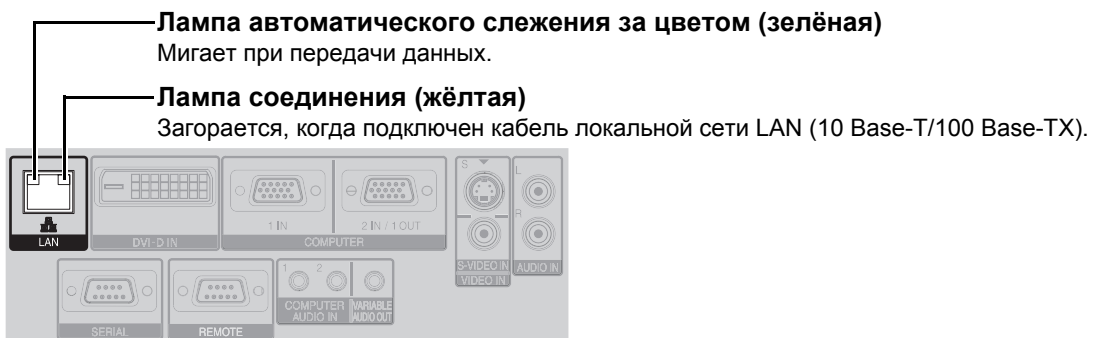 Лампа автоматического слежения за цветом (зелёная)
Мигает при передачи данных.
Лампа соединения (жёлтая)
Загорается, когда подключен кабель локальной сети LAN (10 Base-T/100 Base-TX).
S
L
R
1 IN
2 IN / 1 OUT
LAN
DVI-D IN
COMPUTER
S-VIDEO IN
AUDIO IN
VIDEO IN
1
2
COMPUTER
AUDIO IN
VARIABLE
AUDIO OUT
SERIAL
REMOTE